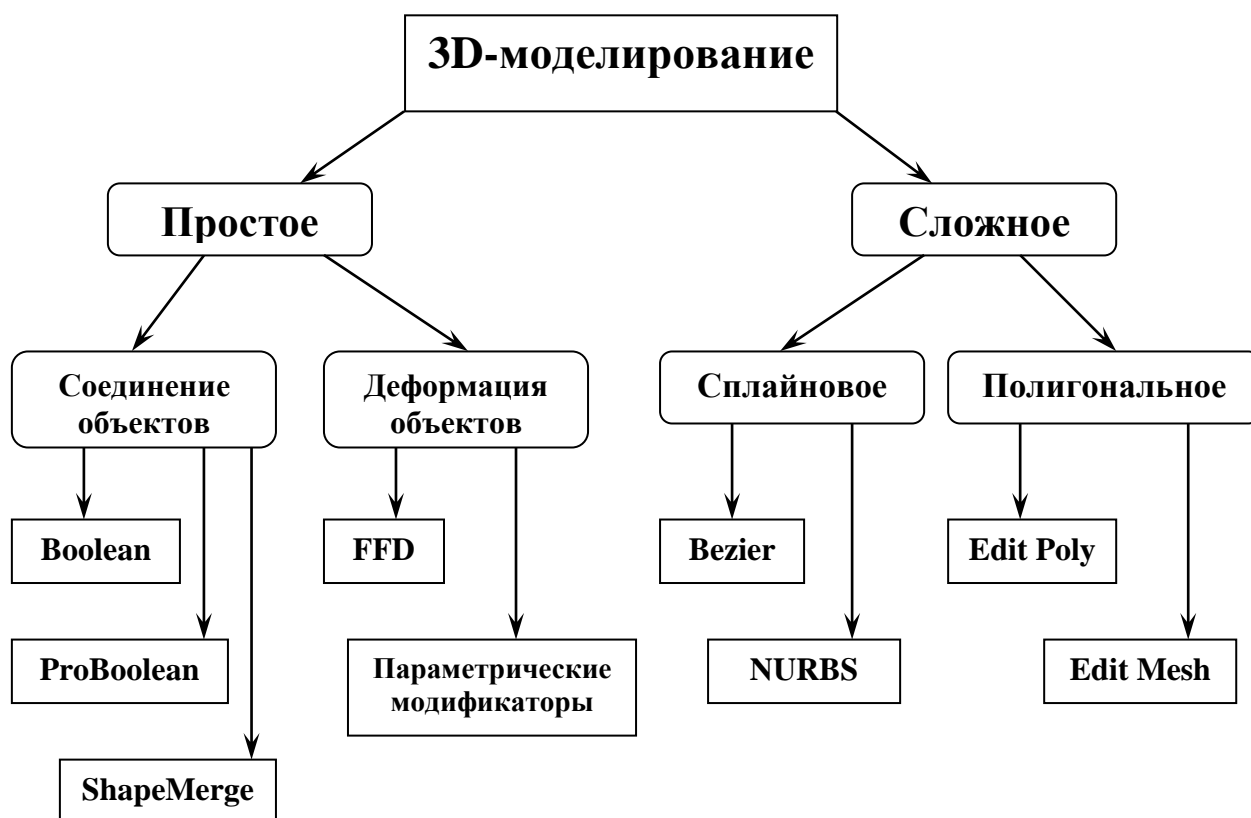 3D-моделирование
Простое
Сложное
Соединение
объектов
Деформация
объектов
Сплайновое
Полигональное
Boolean
FFD
Bezier
Edit Poly
ProBoolean
Параметрические
модификаторы
NURBS
Edit Mesh
ShapeMerge